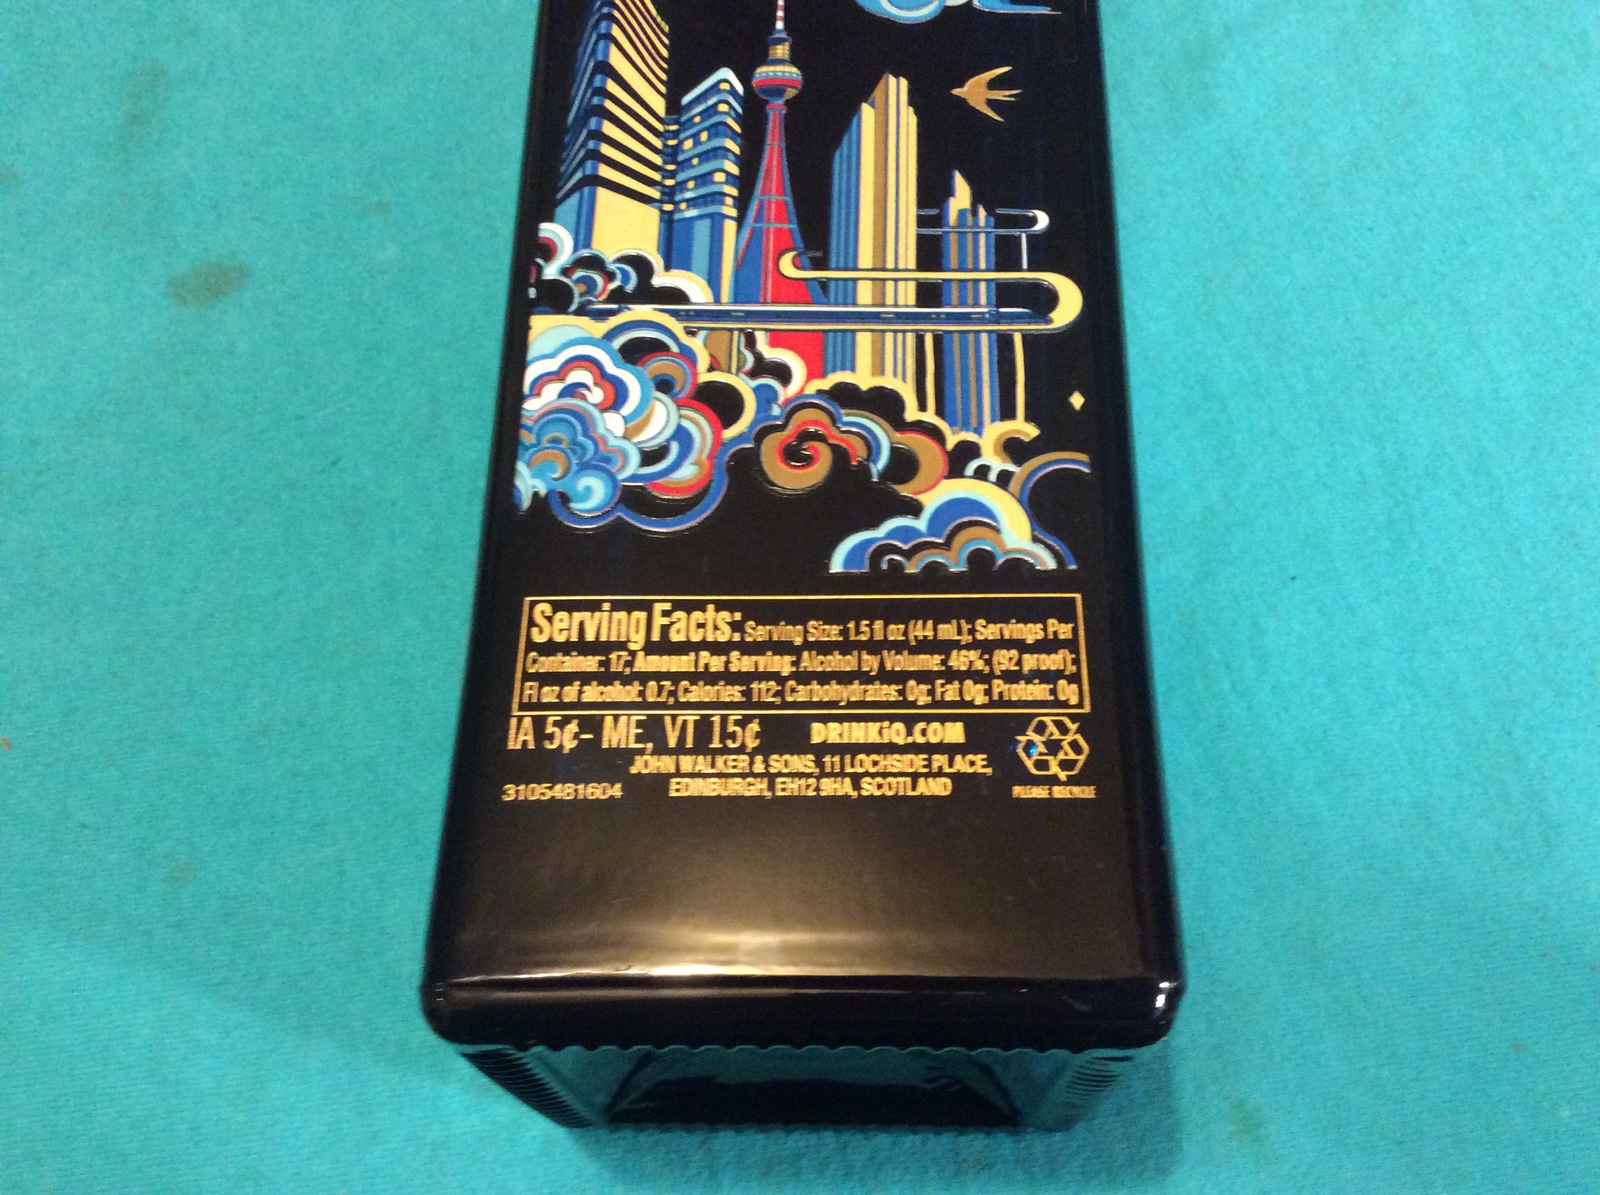 Serving Facts: Serving Size: 1.5 fl oz (44 mL); Servings Per
Container: 17; Amount Per Serving: Alcohol by Volume: 46%; (92 proof);
Fl oz of alcohol: 0.7; Calories: 112; Carbohydrates: 0g; Fat 0g; Protein: 0g
IA 5¢- ME, VT 15¢ DRINKiQ.COM
JOHN WALKER & SONS, 11 LOCHSIDE PLACE,
3105481604 EDINBURGH, EH12 9HA, SCOTLAND PLEASE RECYCLE